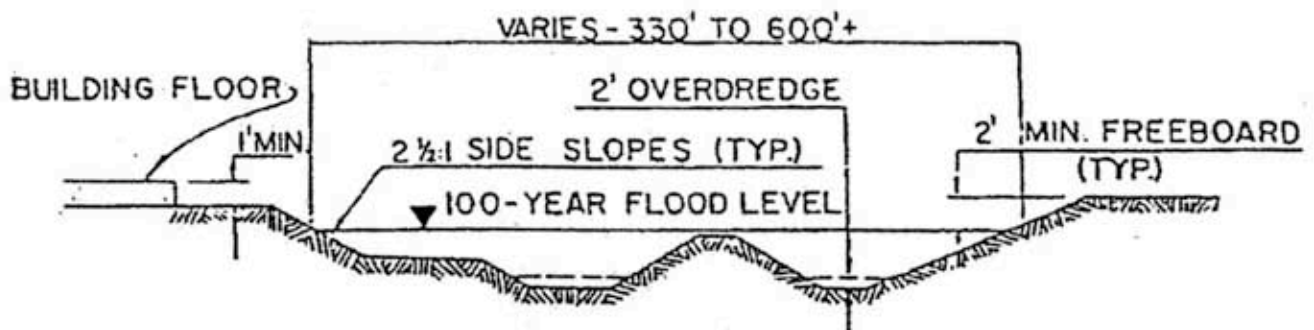 VARIES - 330' TO 600'+
BUILDING FLOOR
2' OVERDREDGE
1' MIN.
2 ½:1 SIDE SLOPES (TYP.)
2' MIN. FREEBOARD
(TYP.)
100-YEAR FLOOD LEVEL